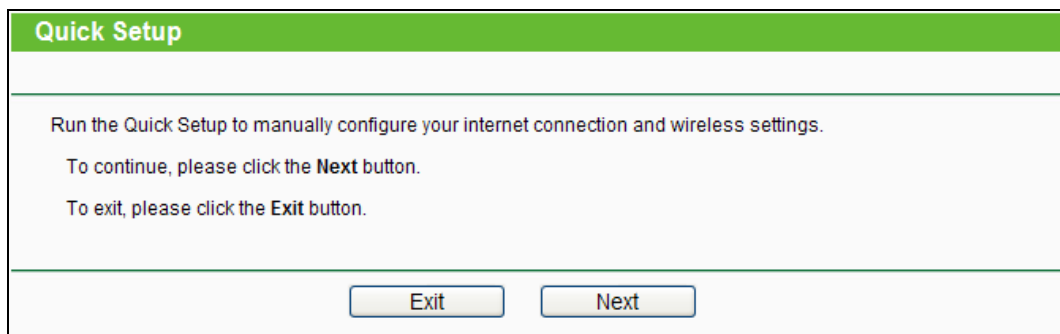 Quick Setup
Run the Quick Setup to manually configure your internet connection and wireless settings.
To continue, please click the Next button.
To exit, please click the Exit button.
Exit Next